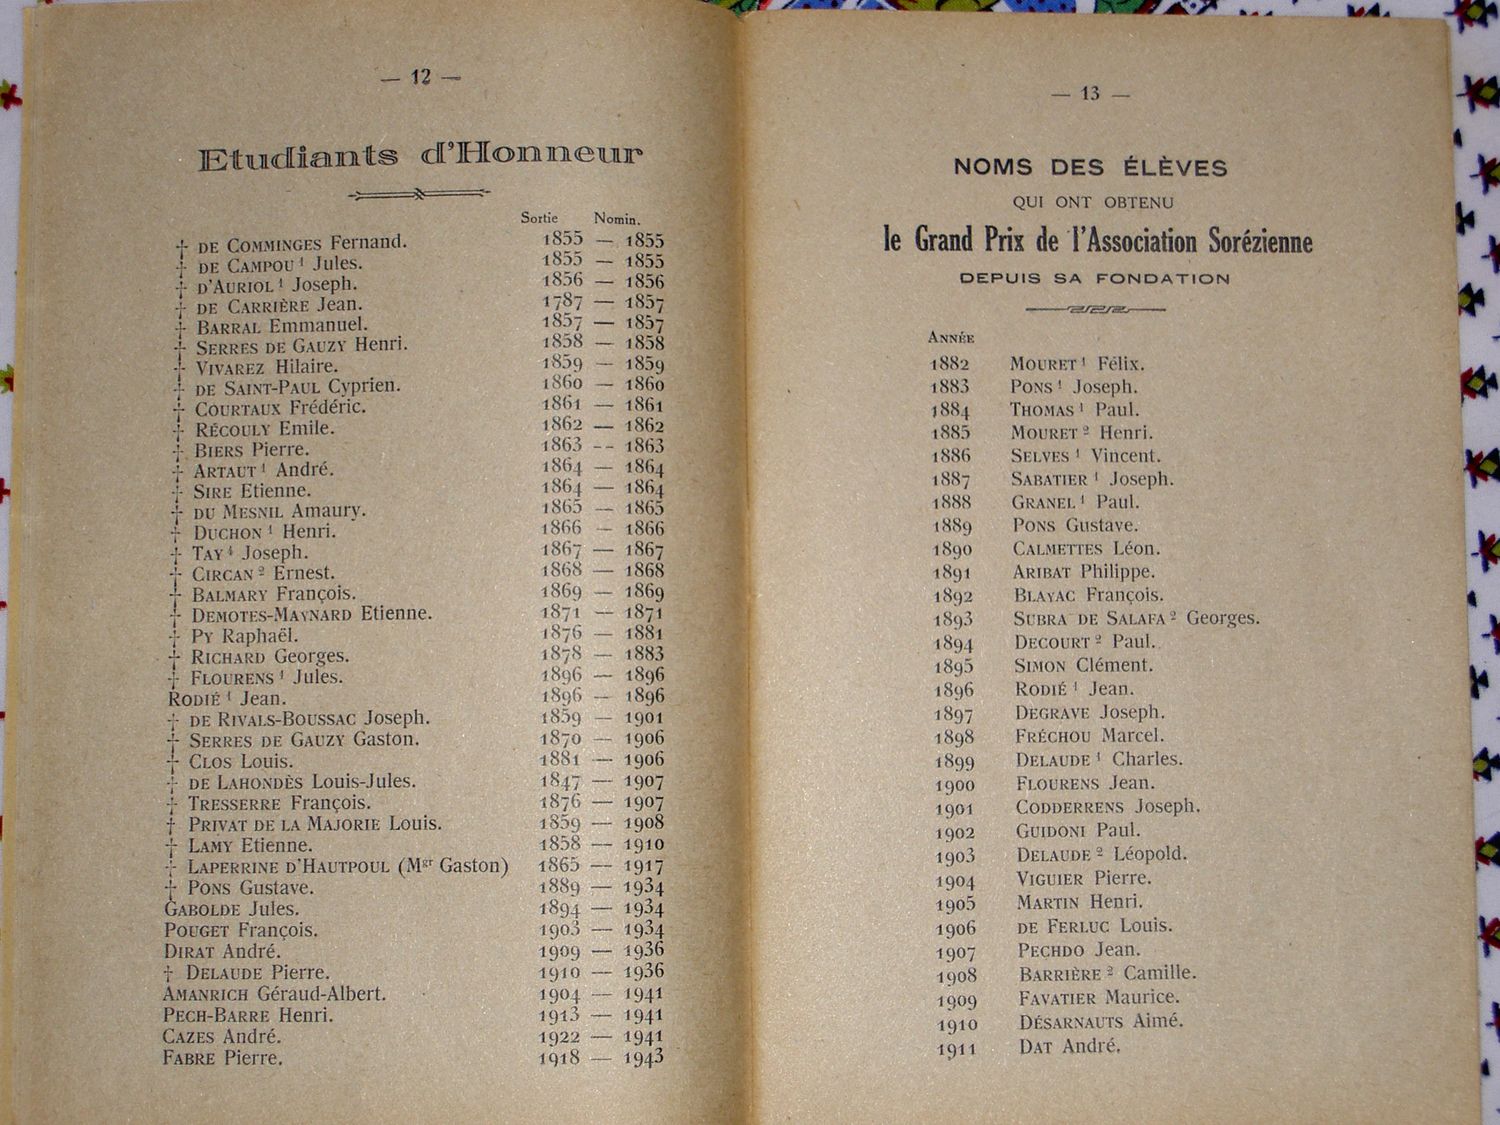 — 12 —
Etudiants d'Honneur
Sortie Nomin.
† DE COMMINGES Fernand. 1855 — 1855
† DE CAMPOU ¹ Jules. 1855 — 1855
† D'AURIOL ¹ Joseph. 1856 — 1856
† DE CARRIÈRE Jean. 1787 — 1857
† BARRAL Emmanuel. 1857 — 1857
† SERRES DE GAUZY Henri. 1858 — 1858
† VIVAREZ Hilaire. 1859 — 1859
† DE SAINT-PAUL Cyprien. 1860 — 1860
† COURTAUX Frédéric. 1861 — 1861
† RÉCOULY Emile. 1862 — 1862
† BIERS Pierre. 1863 -- 1863
† ARTAUT ¹ André. 1864 — 1864
† SIRE Etienne. 1864 — 1864
† DU MESNIL Amaury. 1865 — 1865
† DUCHON ¹ Henri. 1866 — 1866
† TAY ⁴ Joseph. 1867 — 1867
† CIRCAN ² Ernest. 1868 — 1868
† BALMARY François. 1869 — 1869
† DEMOTES-MAYNARD Etienne. 1871 — 1871
† PY Raphaël. 1876 — 1881
† RICHARD Georges. 1878 — 1883
† FLOURENS ¹ Jules. 1896 — 1896
RODIÉ ¹ Jean. 1896 — 1896
† DE RIVALS-BOUSSAC Joseph. 1859 — 1901
† SERRES DE GAUZY Gaston. 1870 — 1906
† CLOS Louis. 1881 — 1906
† DE LAHONDÈS Louis-Jules. 1847 — 1907
† TRESSERRE François. 1876 — 1907
† PRIVAT DE LA MAJORIE Louis. 1859 — 1908
† LAMY Etienne. 1858 — 1910
† LAPERRINE D'HAUTPOUL (Mgr Gaston) 1865 — 1917
† PONS Gustave. 1889 — 1934
GABOLDE Jules. 1894 — 1934
POUGET François. 1903 — 1934
DIRAT André. 1909 — 1936
† DELAUDE Pierre. 1910 — 1936
AMANRICH Géraud-Albert. 1904 — 1941
PECH-BARRE Henri. 1913 — 1941
CAZES André. 1922 — 1941
FABRE Pierre. 1918 — 1943
— 13 —
NOMS DES ÉLÈVES
QUI ONT OBTENU
le Grand Prix de l'Association Sorézienne
DEPUIS SA FONDATION
ANNÉE
1882 MOURET ¹ Félix.
1883 PONS ¹ Joseph.
1884 THOMAS ¹ Paul.
1885 MOURET ² Henri.
1886 SELVES ¹ Vincent.
1887 SABATIER ¹ Joseph.
1888 GRANEL ¹ Paul.
1889 PONS Gustave.
1890 CALMETTES Léon.
1891 ARIBAT Philippe.
1892 BLAYAC François.
1893 SUBRA DE SALAFA ² Georges.
1894 DECOURT ² Paul.
1895 SIMON Clément.
1896 RODIÉ ¹ Jean.
1897 DEGRAVE Joseph.
1898 FRÉCHOU Marcel.
1899 DELAUDE ¹ Charles.
1900 FLOURENS Jean.
1901 CODDERRENS Joseph.
1902 GUIDONI Paul.
1903 DELAUDE ² Léopold.
1904 VIGUIER Pierre.
1905 MARTIN Henri.
1906 DE FERLUC Louis.
1907 PECHDO Jean.
1908 BARRIÈRE ² Camille.
1909 FAVATIER Maurice.
1910 DÉSARNAUTS Aimé.
1911 DAT André.